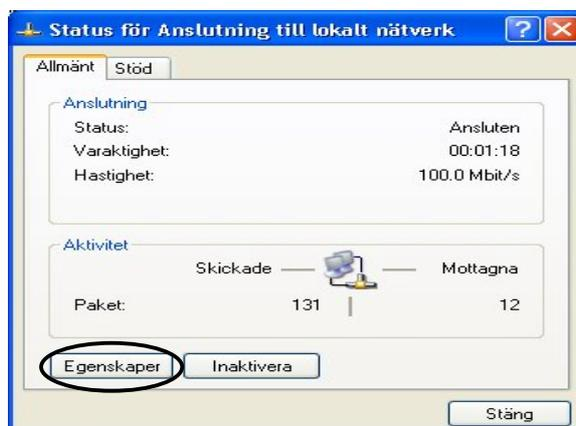 Status för Anslutning till lokalt nätverk
Allmänt Stöd
Anslutning
Status: Ansluten
Varaktighet: 00:01:18
Hastighet: 100.0 Mbit/s
Aktivitet
Skickade Mottagna
Paket: 131 12
Egenskaper Inaktivera
Stäng